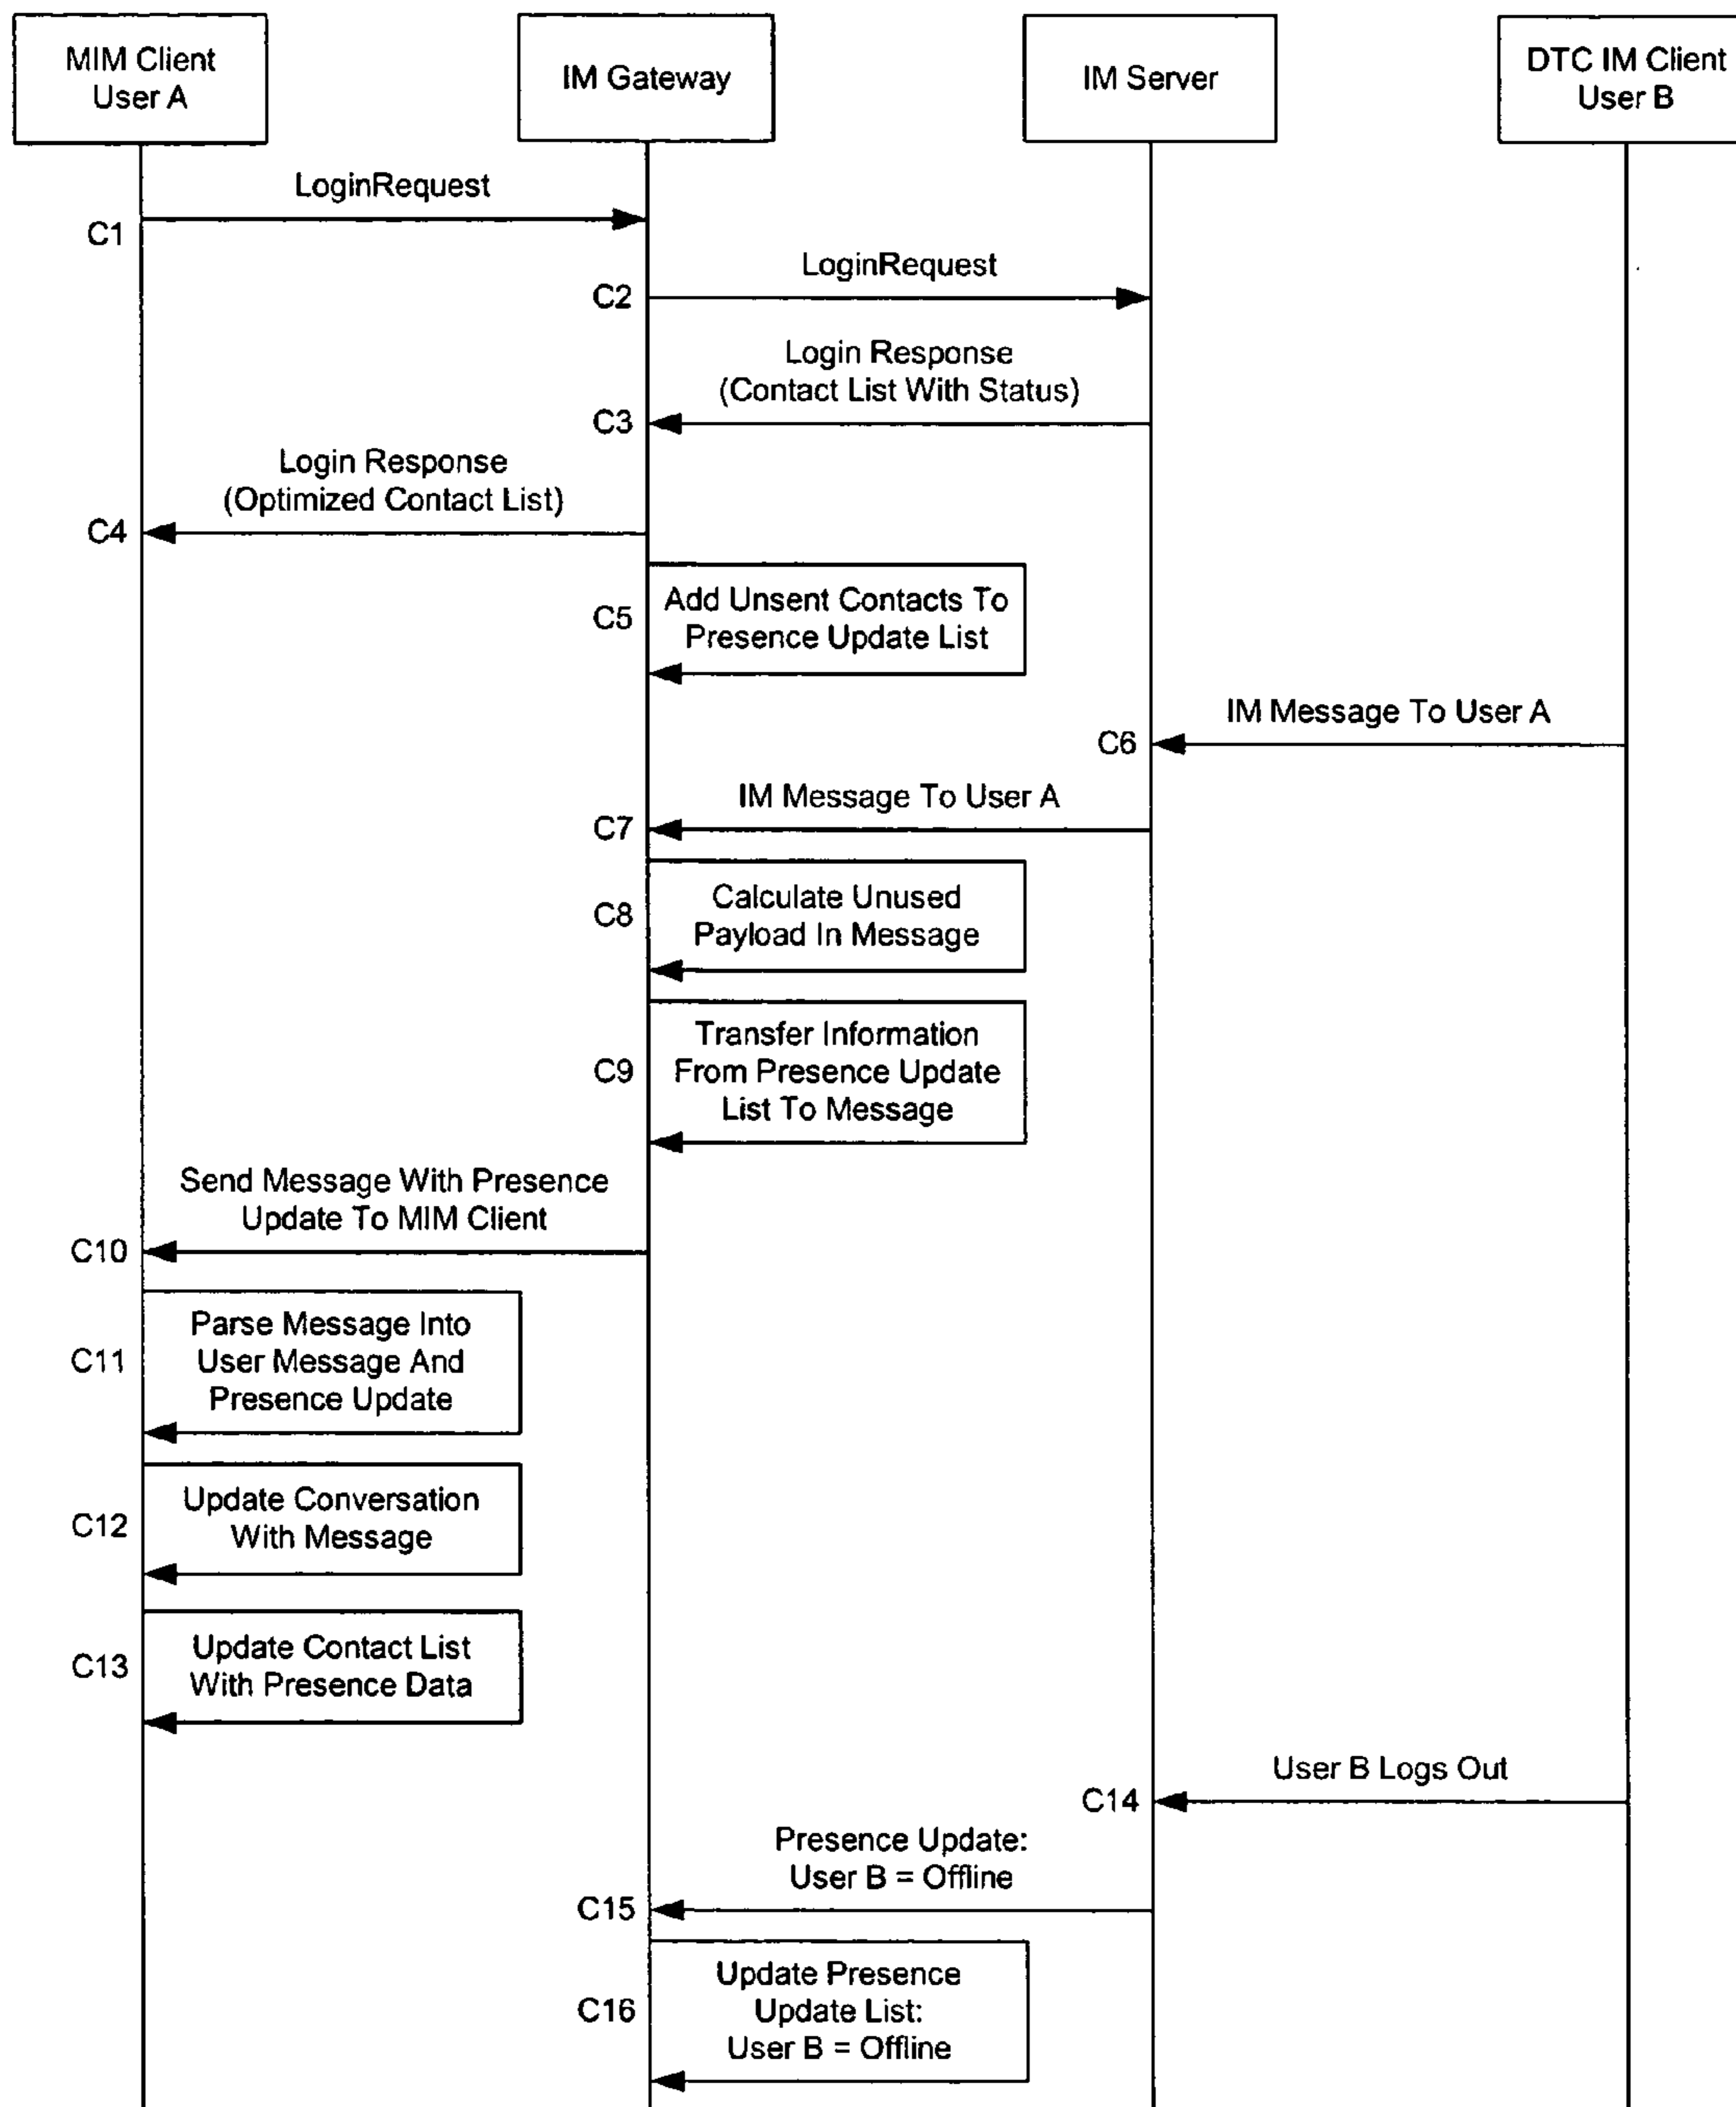 MIM Client
User A
IM Gateway
IM Server
DTC IM Client
User B
LoginRequest
C1
LoginRequest
C2
Login Response
(Contact List With Status)
C3
Login Response
(Optimized Contact List)
C4
Add Unsent Contacts To
Presence Update List
C5
IM Message To User A
C6
IM Message To User A
C7
Calculate Unused
Payload In Message
C8
Transfer Information
From Presence Update
List To Message
C9
Send Message With Presence
Update To MIM Client
C10
Parse Message Into
User Message And
Presence Update
C11
Update Conversation
With Message
C12
Update Contact List
With Presence Data
C13
User B Logs Out
C14
Presence Update:
User B = Offline
C15
Update Presence
Update List:
User B = Offline
C16